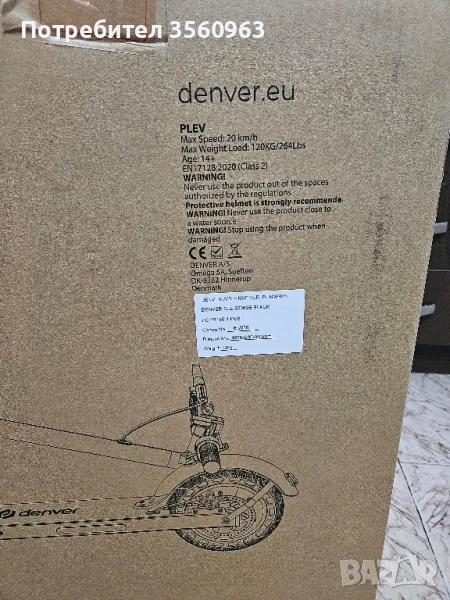 Потребител 3560963
denver.eu
PLEV
Max Speed: 20 km/h
Max Weight Load: 120KG/264Lbs
Age: 14+
EN17128:2020 (Class 2)
WARNING!
Never use the product out of the spaces
authorized by the regulations.
Protective helmet is strongly recommende
WARNING! Never use the product close to
a water source
WARNING! Stop using the product when
damaged
CE
DENVER A/S
Omega 5A, Soeften
DK-8382 Hinnerup
Denmark
DENVER
denver
bazar